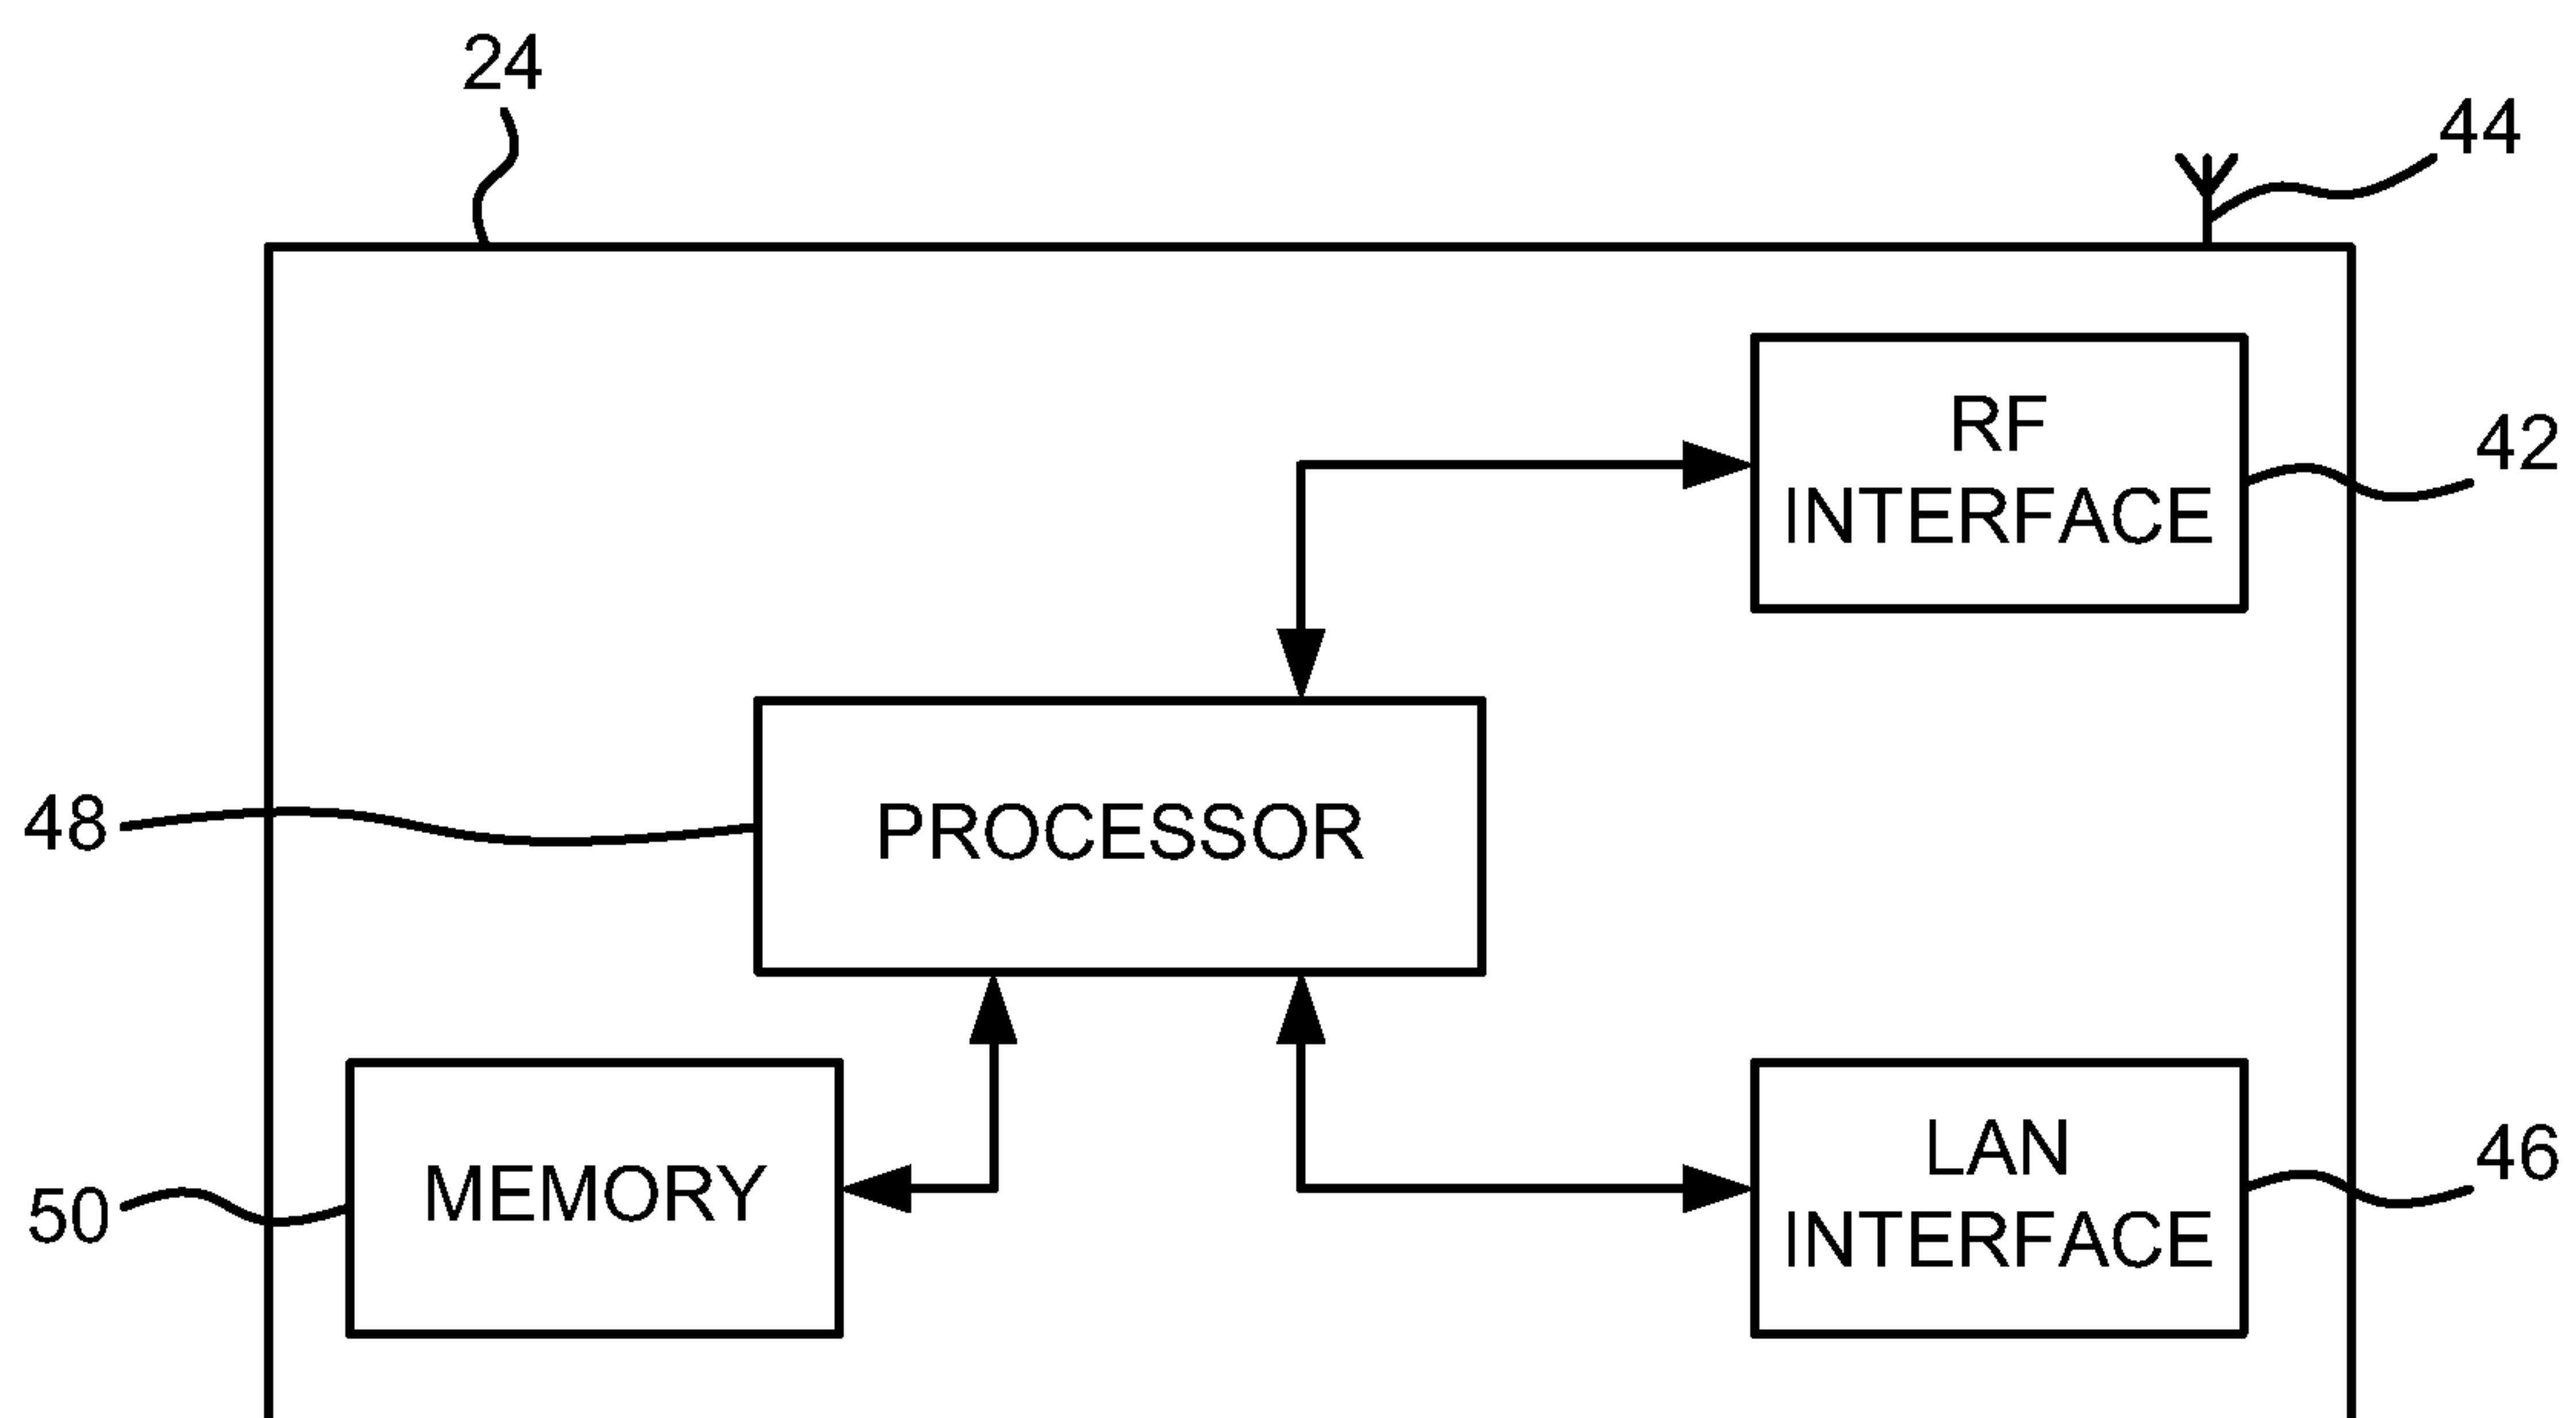 24
44
RF
INTERFACE
42
48
PROCESSOR
MEMORY
50
LAN
INTERFACE
46